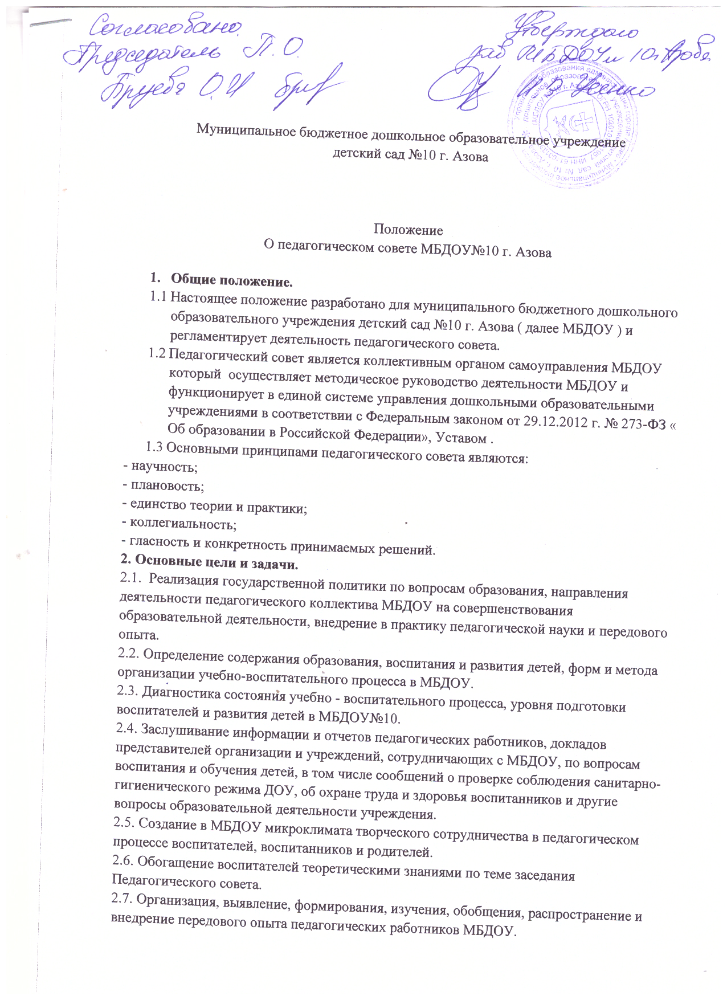 Согласовано.
Председатель П.О.
О.И
Утверждаю
зав МБДОУ № 10 г Азова
Муниципальное бюджетное дошкольное образовательное учреждение
детский сад №10 г. Азова
Положение
О педагогическом совете МБДОУ№10 г. Азова
1. Общие положение.
1.1 Настоящее положение разработано для муниципального бюджетного дошкольного
образовательного учреждения детский сад №10 г. Азова ( далее МБДОУ ) и
регламентирует деятельность педагогического совета.
1.2 Педагогический совет является коллективным органом самоуправления МБДОУ
который осуществляет методическое руководство деятельности МБДОУ и
функционирует в единой системе управления дошкольными образовательными
учреждениями в соответствии с Федеральным законом от 29.12.2012 г. № 273-ФЗ «
Об образовании в Российской Федерации», Уставом .
1.3 Основными принципами педагогического совета являются:
- научность;
- плановость;
- единство теории и практики;
- коллегиальность;
- гласность и конкретность принимаемых решений.
2. Основные цели и задачи.
2.1. Реализация государственной политики по вопросам образования, направления
деятельности педагогического коллектива МБДОУ на совершенствования
образовательной деятельности, внедрение в практику педагогической науки и передового
опыта.
2.2. Определение содержания образования, воспитания и развития детей, форм и метода
организации учебно-воспитательного процесса в МБДОУ.
2.3. Диагностика состояния учебно - воспитательного процесса, уровня подготовки
воспитателей и развития детей в МБДОУ№10.
2.4. Заслушивание информации и отчетов педагогических работников, докладов
представителей организации и учреждений, сотрудничающих с МБДОУ, по вопросам
воспитания и обучения детей, в том числе сообщений о проверке соблюдения санитарно-
гигиенического режима ДОУ, об охране труда и здоровья воспитанников и другие
вопросы образовательной деятельности учреждения.
2.5. Создание в МБДОУ микроклимата творческого сотрудничества в педагогическом
процессе воспитателей, воспитанников и родителей.
2.6. Обогащение воспитателей теоретическими знаниями по теме заседания
Педагогического совета.
2.7. Организация, выявление, формирования, изучения, обобщения, распространение и
внедрение передового опыта педагогических работников МБДОУ.